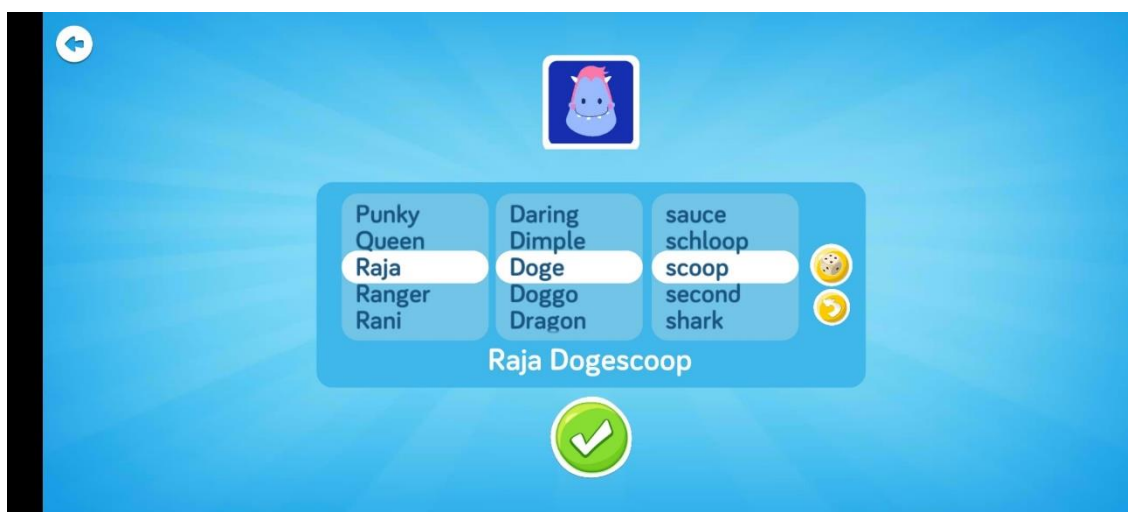 Punky Daring sauce
Queen Dimple schloop
Raja Doge scoop
Ranger Doggo second
Rani Dragon shark
Raja Dogescoop